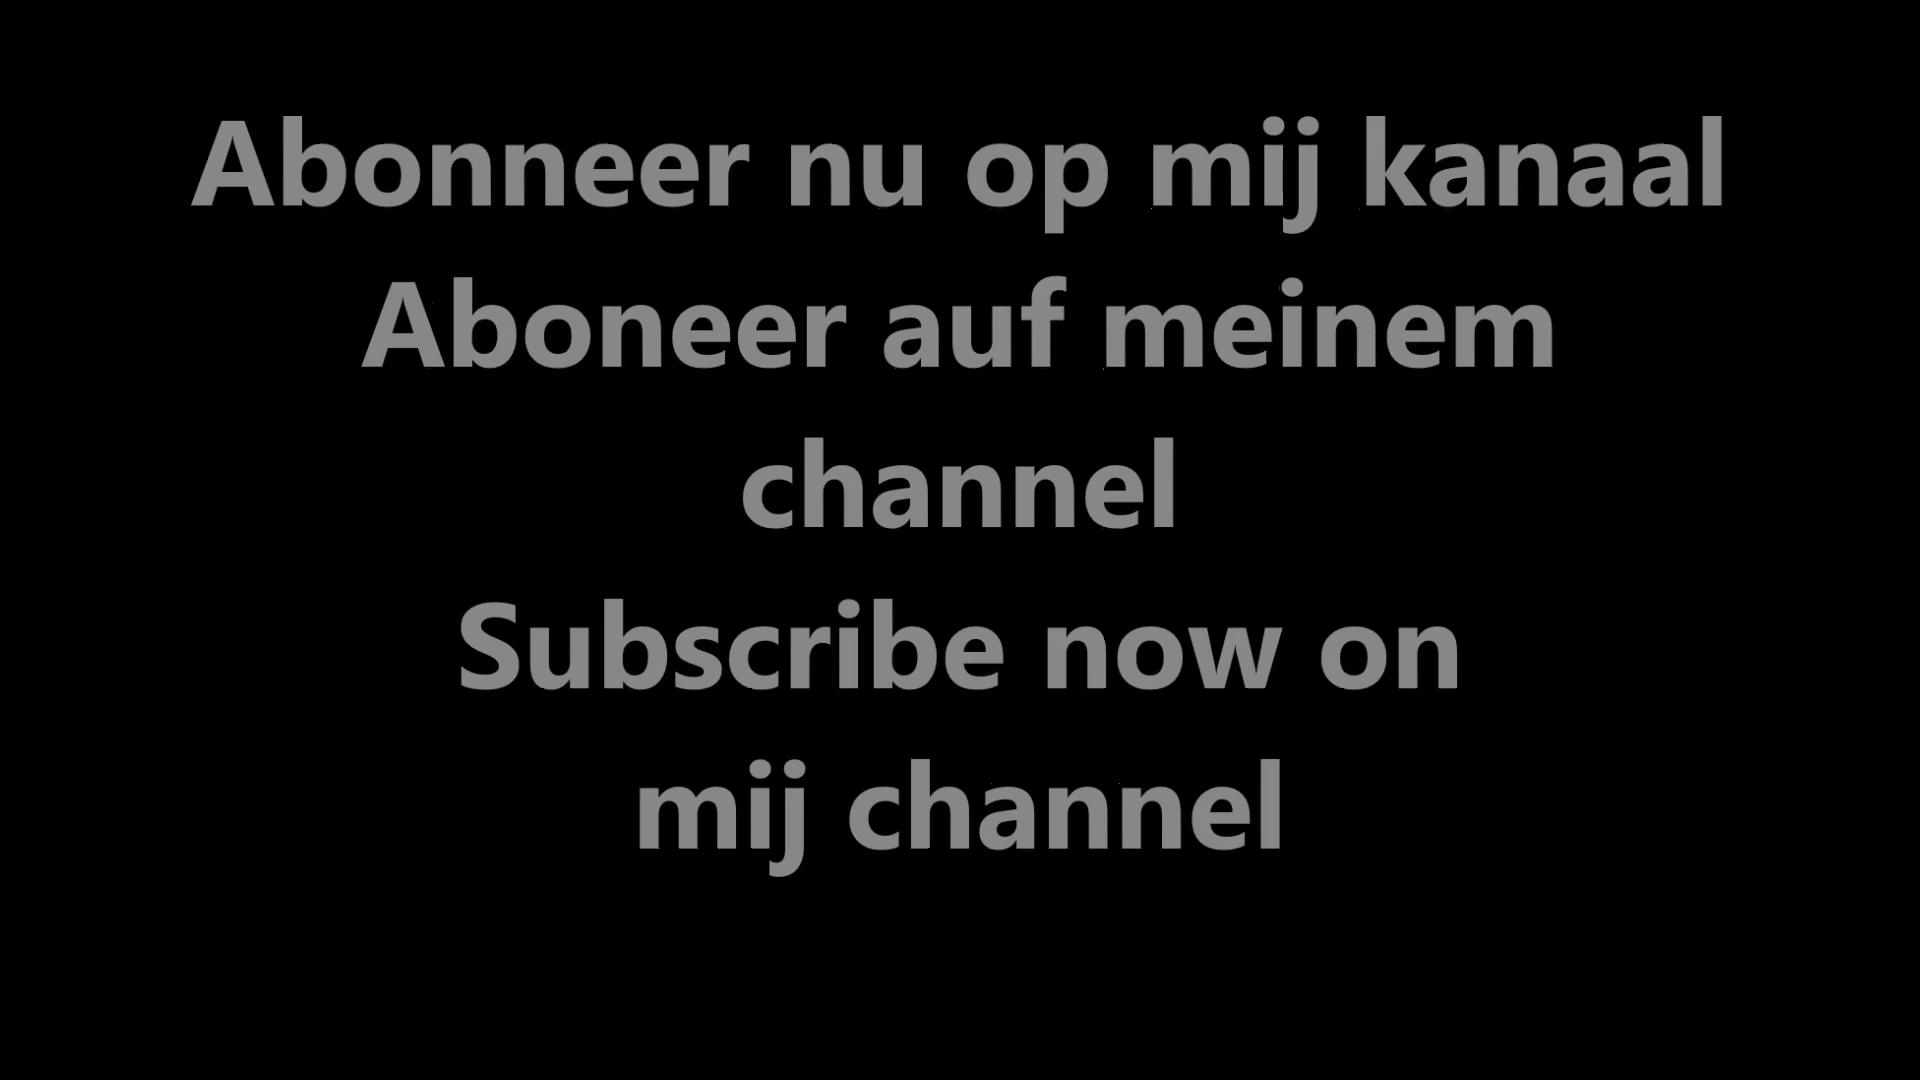 Abonneer nu op mij kanaal
Aboneer auf meinem
channel
Subscribe now on
mij channel